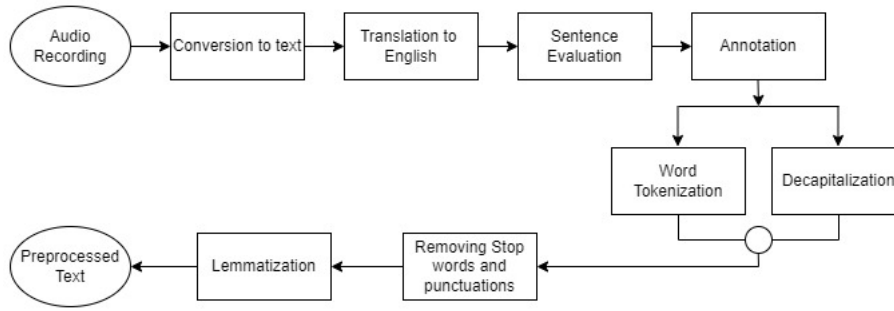 Audio
Recording
Conversion to text
Translation to
English
Sentence
Evaluation
Annotation
Word
Tokenization
Decapitalization
Preprocessed
Text
Lemmatization
Removing Stop
words and
punctuations